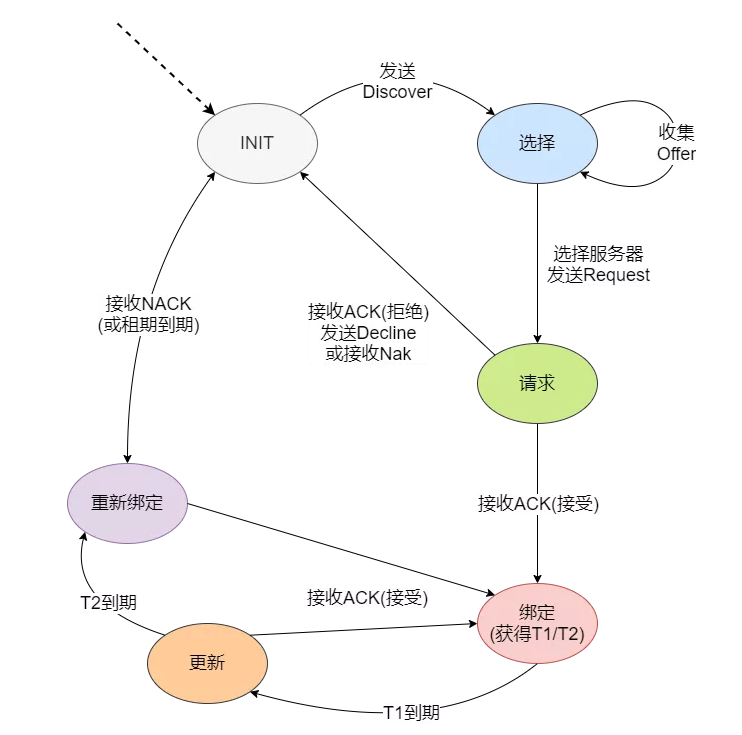 发送
Discover
INIT
选择
收集
Offer
选择服务器
发送Request
接收NACK
(或租期到期)
接收ACK(拒绝)
发送Decline
或接收Nak
请求
重新绑定
接收ACK(接受)
T2到期
接收ACK(接受)
绑定
(获得T1/T2)
更新
T1到期